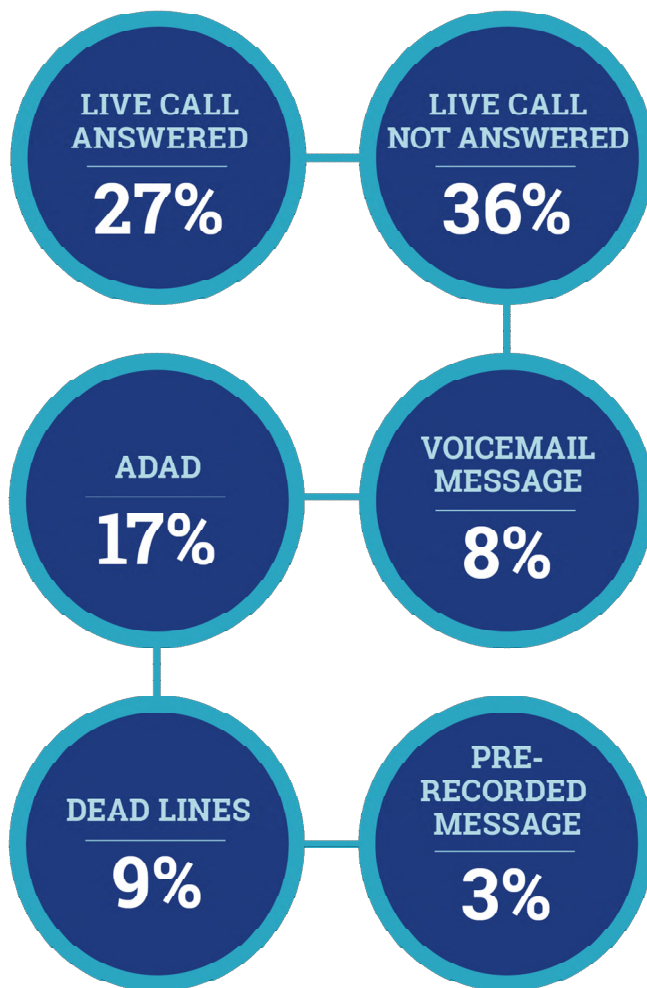 LIVE CALL
ANSWERED
27%
LIVE CALL
NOT ANSWERED
36%
ADAD
17%
VOICEMAIL
MESSAGE
8%
DEAD LINES
9%
PRE-
RECORDED
MESSAGE
3%